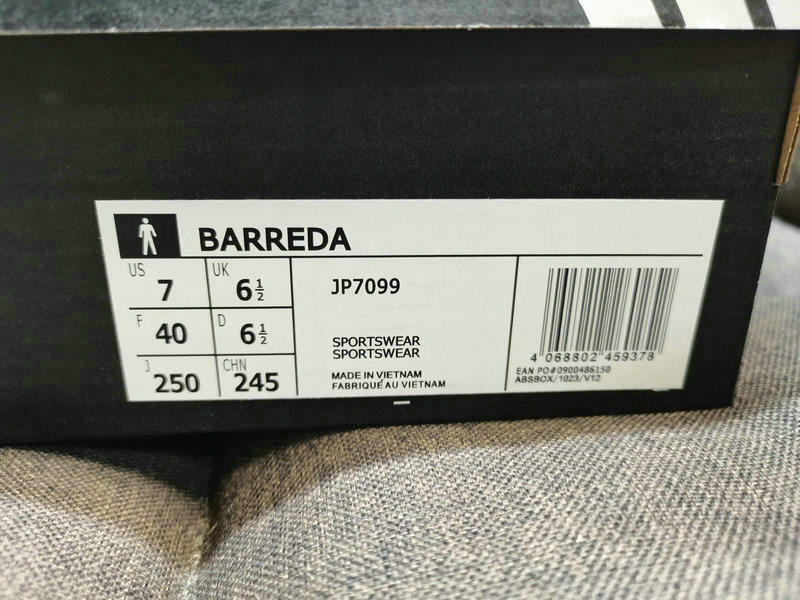 BARREDA
US 7 UK 6½
F 40 D 6½
J 250 CHN 245
JP7099
SPORTSWEAR
SPORTSWEAR
MADE IN VIETNAM
FABRIQUÉ AU VIETNAM
4 068802 459378
EAN PO#0900486150
ABSBOX/1023/V12